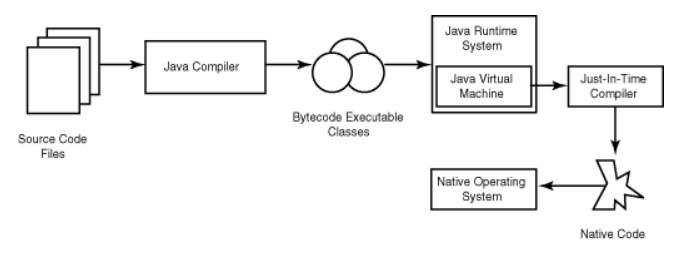 Source Code
Files
Java Compiler
Bytecode Executable
Classes
Java Runtime
System
Java Virtual
Machine
Just-In-Time
Compiler
Native Code
Native Operating
System